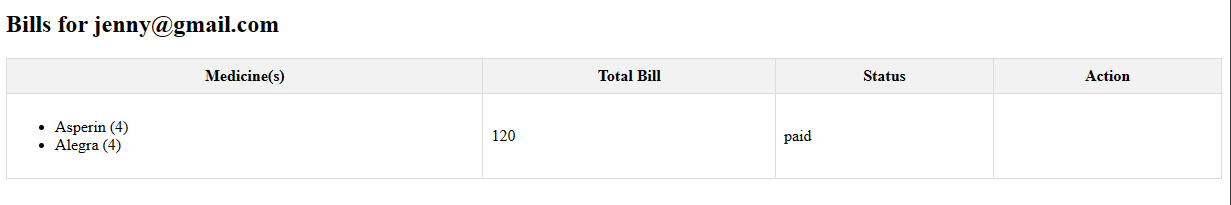 Bills for jenny@gmail.com
Medicine(s) Total Bill Status Action
Asperin (4)
Alegra (4)
120 paid